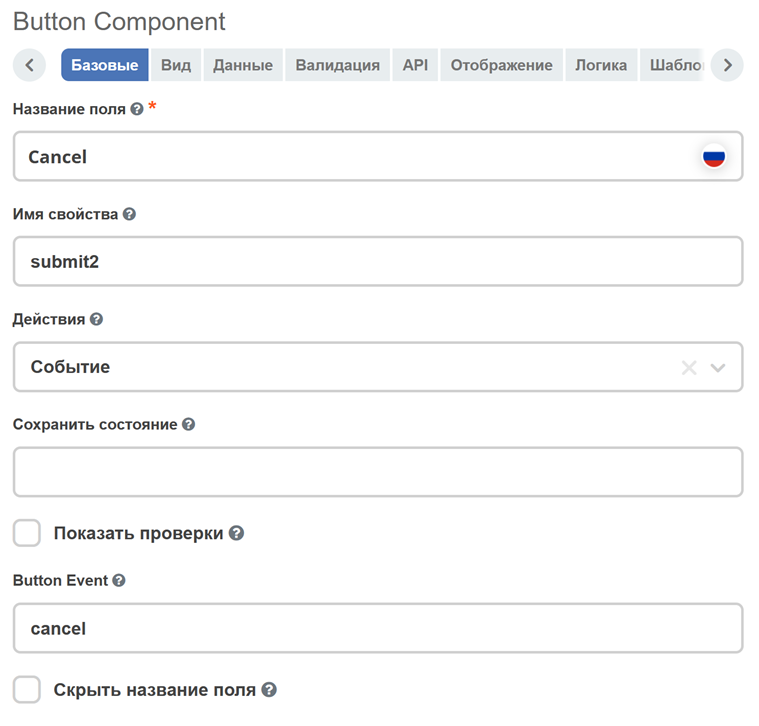 Button Component
Базовые Вид Данные Валидация API Отображение Логика Шабло
Название поля ? *
Cancel
Имя свойства ?
submit2
Действия ?
Событие
Сохранить состояние ?
Показать проверки ?
Button Event ?
cancel
Скрыть название поля ?